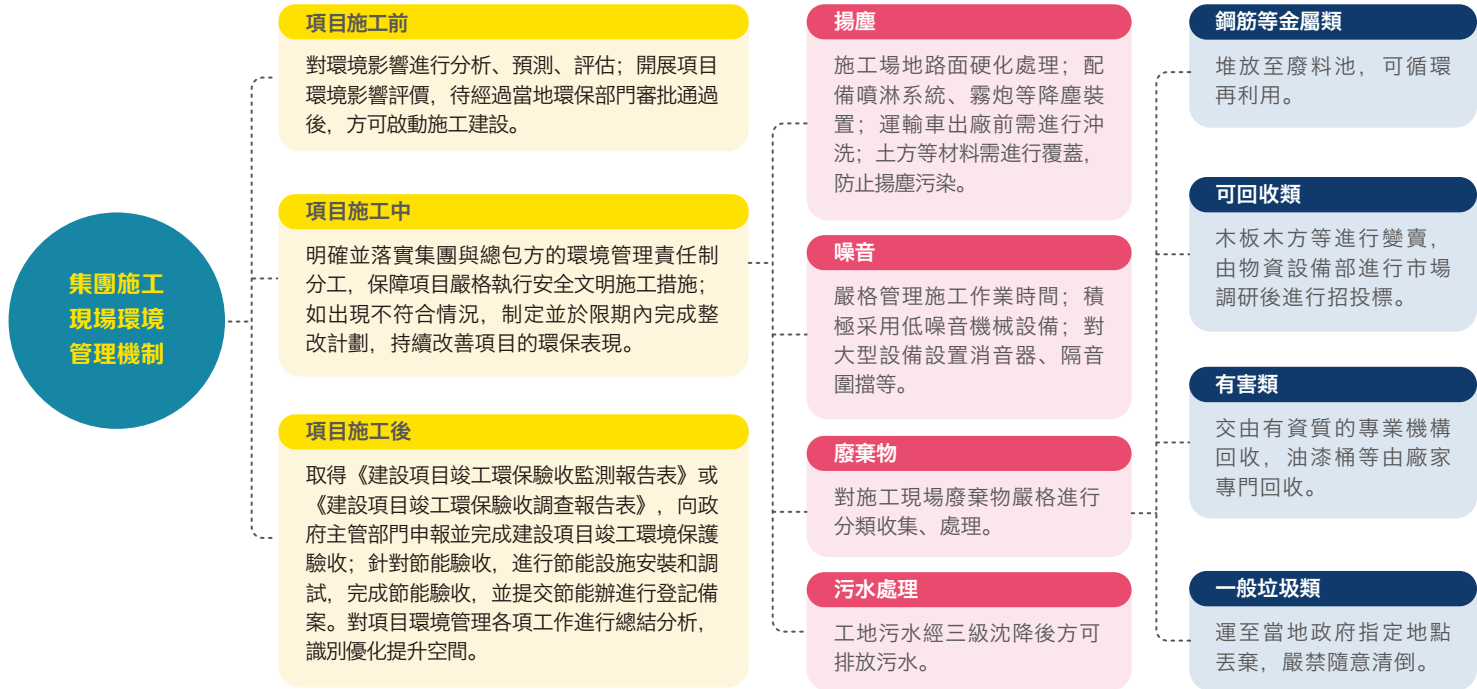 集團施工
現場環境
管理機制
項目施工前
對環境影響進行分析、預測、評估；開展項目
環境影響評價，待經過當地環保部門審批通過
後，方可啟動施工建設。
項目施工中
明確並落實集團與總包方的環境管理責任制
分工，保障項目嚴格執行安全文明施工措施；
如出現不符合情況，制定並於限期內完成整
改計劃，持續改善項目的環保表現。
項目施工後
取得《建設項目竣工環保驗收監測報告表》或
《建設項目竣工環保驗收調查報告表》，向政
府主管部門申報並完成建設項目竣工環境保護
驗收；針對節能驗收，進行節能設施安裝和調
試，完成節能驗收，並提交節能辦進行登記備
案。對項目環境管理各項工作進行總結分析，
識別優化提升空間。
揚塵
施工場地路面硬化處理；配
備噴淋系統、霧炮等降塵裝
置；運輸車出廠前需進行沖
洗；土方等材料需進行覆蓋，
防止揚塵污染。
噪音
嚴格管理施工作業時間；積
極采用低噪音機械設備；對
大型設備設置消音器、隔音
圍擋等。
廢棄物
對施工現場廢棄物嚴格進行
分類收集、處理。
污水處理
工地污水經三級沈降後方可
排放污水。
鋼筋等金屬類
堆放至廢料池，可循環
再利用。
可回收類
木板木方等進行變賣，
由物資設備部進行市場
調研後進行招投標。
有害類
交由有資質的專業機構
回收，油漆桶等由廠家
專門回收。
一般垃圾類
運至當地政府指定地點
丟棄，嚴禁隨意清倒。